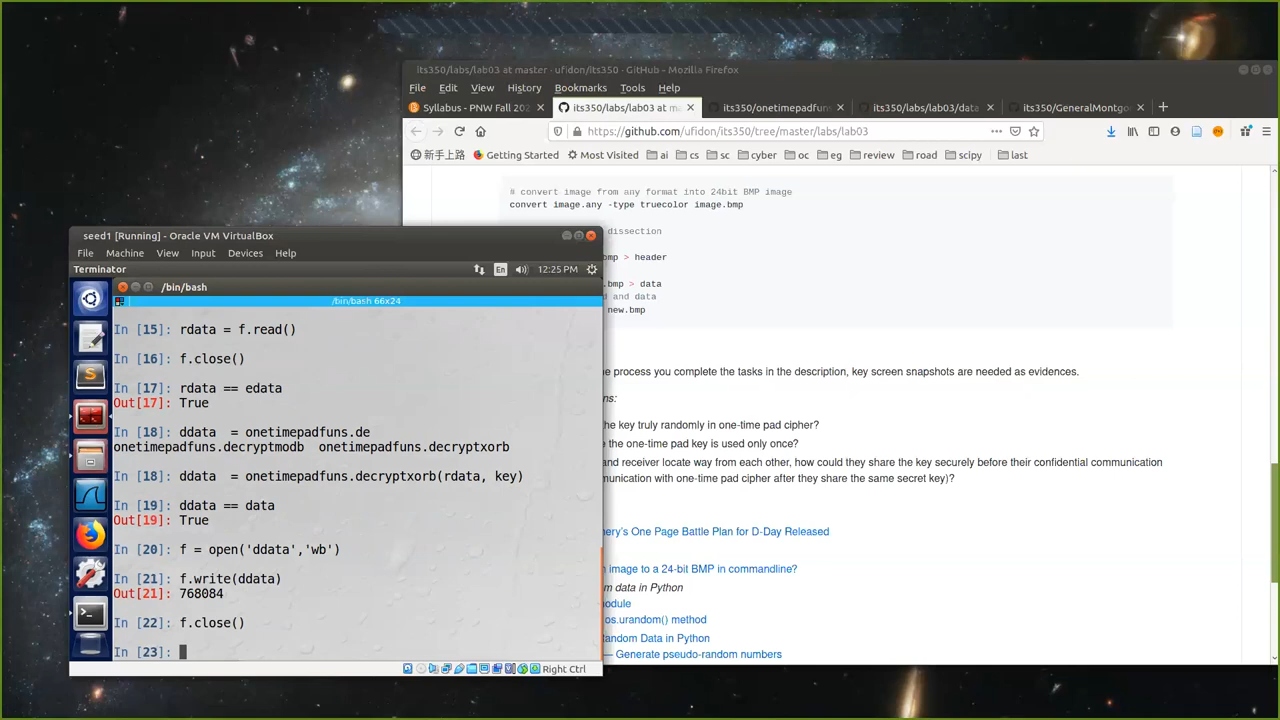 its350/labs/lab03 at master · ufidon/its350 - GitHub - Mozilla Firefox
File Edit View History Bookmarks Tools Help
Syllabus - PNW Fall 202
its350/labs/lab03 at ma
its350/onetimepadfun
its350/labs/lab03/data
its350/GeneralMontgo
https://github.com/ufidon/its350/tree/master/labs/lab03
新手上路 Getting Started Most Visited ai cs sc cyber oc eg review road scipy last
# convert image from any format into 24bit BMP image
convert image.any -type truecolor image.bmp
dissection
mp > header
.bmp > data
d and data
new.bmp
e process you complete the tasks in the description, key screen snapshots are needed as evidences.
ns:
the key truly randomly in one-time pad cipher?
e the one-time pad key is used only once?
and receiver locate way from each other, how could they share the key securely before their confidential communication
munication with one-time pad cipher after they share the same secret key)?
nery's One Page Battle Plan for D-Day Released
n image to a 24-bit BMP in commandline?
m data in Python
odule
os.urandom() method
Random Data in Python
— Generate pseudo-random numbers
seed1 [Running] - Oracle VM VirtualBox
File Machine View Input Devices Help
Terminator
En
12:25 PM
/bin/bash
/bin/bash 66x24
In [15]: rdata = f.read()
In [16]: f.close()
In [17]: rdata == edata
Out[17]: True
In [18]: ddata  = onetimepadfuns.de
onetimepadfuns.decryptmodb  onetimepadfuns.decryptxorb
In [18]: ddata  = onetimepadfuns.decryptxorb(rdata, key)
In [19]: ddata == data
Out[19]: True
In [20]: f = open('ddata','wb')
In [21]: f.write(ddata)
Out[21]: 768084
In [22]: f.close()
In [23]:
Right Ctrl